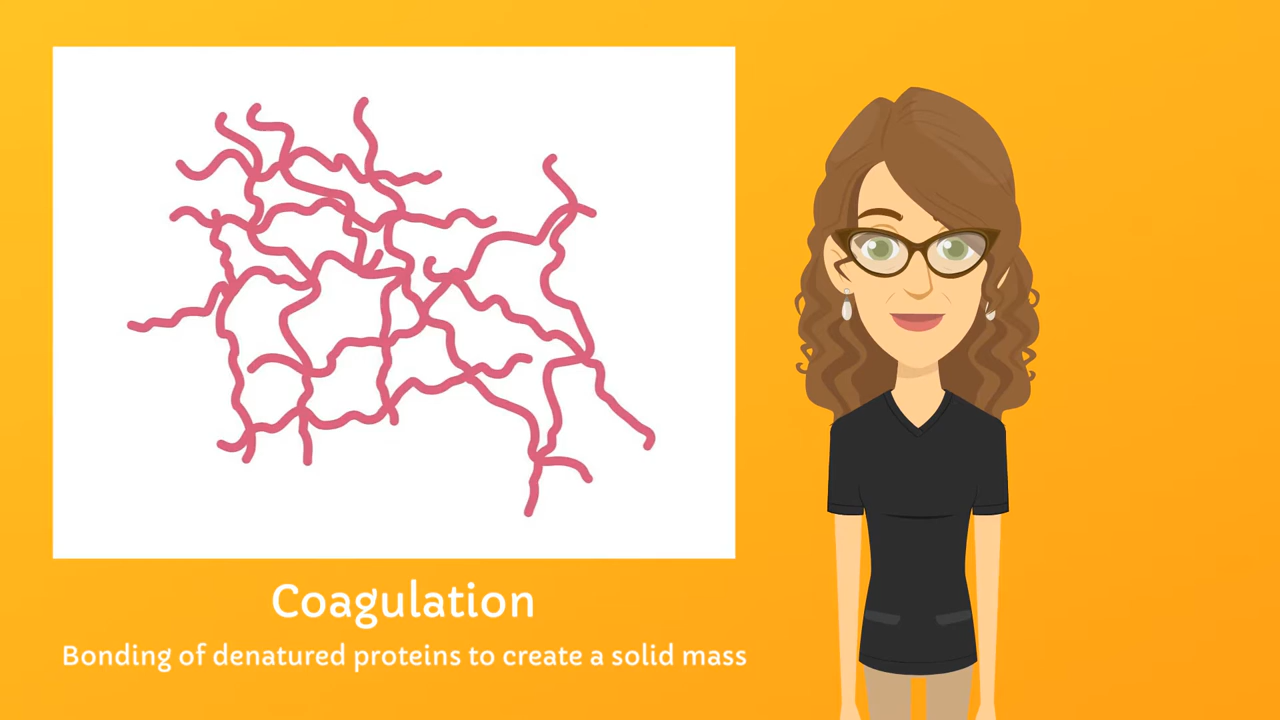 Coagulation
Bonding of denatured proteins to create a solid mass